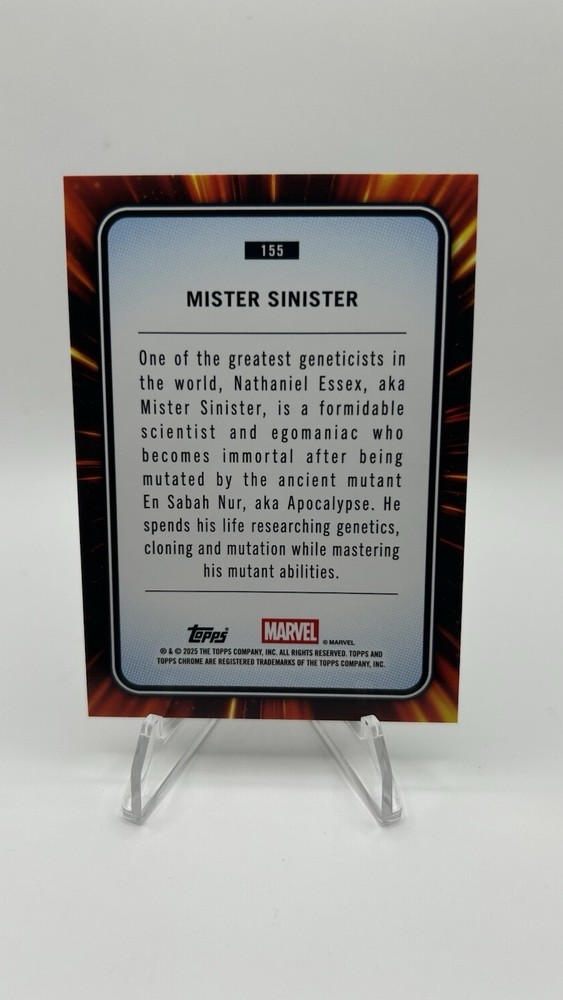 155
MISTER SINISTER
One of the greatest geneticists in
the world, Nathaniel Essex, aka
Mister Sinister, is a formidable
scientist and egomaniac who
becomes immortal after being
mutated by the ancient mutant
En Sabah Nur, aka Apocalypse. He
spends his life researching genetics,
cloning and mutation while mastering
his mutant abilities.
Topps® MARVEL © MARVEL
® & © 2025 THE TOPPS COMPANY, INC. ALL RIGHTS RESERVED. TOPPS AND
TOPPS CHROME ARE REGISTERED TRADEMARKS OF THE TOPPS COMPANY, INC.